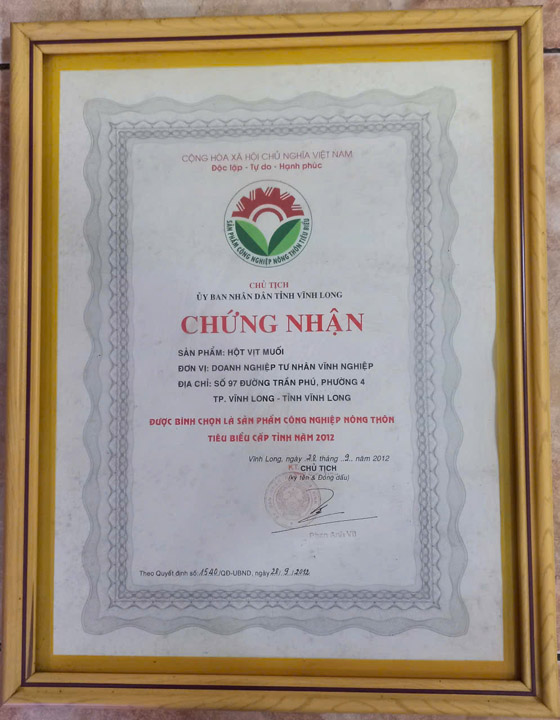 CỘNG HÒA XÃ HỘI CHỦ NGHĨA VIỆT NAM
Độc lập - Tự do - Hạnh phúc
SẢN PHẨM CÔNG NGHIỆP NÔNG THÔN TIÊU BIỂU
CHỦ TỊCH
ỦY BAN NHÂN DÂN TỈNH VĨNH LONG
CHỨNG NHẬN
SẢN PHẨM: HỘT VỊT MUỐI
ĐƠN VỊ: DOANH NGHIỆP TƯ NHÂN VĨNH NGHIỆP
ĐỊA CHỈ: SỐ 97 ĐƯỜNG TRẦN PHÚ, PHƯỜNG 4
TP. VĨNH LONG - TỈNH VĨNH LONG
ĐƯỢC BÌNH CHỌN LÀ SẢN PHẨM CÔNG NGHIỆP NÔNG THÔN
TIÊU BIỂU CẤP TỈNH NĂM 2012
Vĩnh Long, ngày 28 tháng .9. năm 2012
KT. CHỦ TỊCH
(ký tên & Đóng dấu)
Phan Anh Vũ
Theo Quyết định số: 1540/QĐ-UBND, ngày 28/9/2012